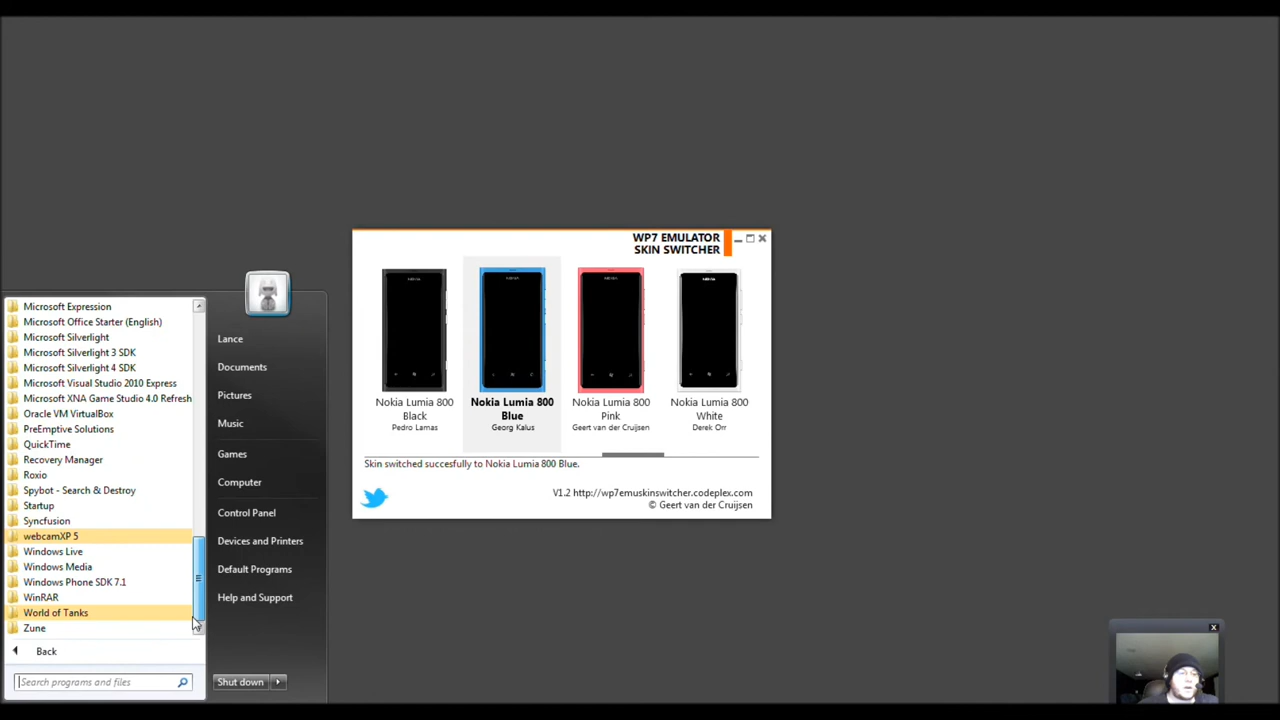 WP7 EMULATOR
SKIN SWITCHER
NOKIA
NOKIA
NOKIA
NOKIA
Nokia Lumia 800
Black
Pedro Lamas
Nokia Lumia 800
Blue
Georg Kalus
Nokia Lumia 800
Pink
Geert van der Cruijsen
Nokia Lumia 800
White
Derek Orr
Skin switched succesfully to Nokia Lumia 800 Blue.
V1.2 http://wp7emuskinswitcher.codeplex.com
© Geert van der Cruijsen
Microsoft Expression
Microsoft Office Starter (English)
Microsoft Silverlight
Microsoft Silverlight 3 SDK
Microsoft Silverlight 4 SDK
Microsoft Visual Studio 2010 Express
Microsoft XNA Game Studio 4.0 Refresh
Oracle VM VirtualBox
PreEmptive Solutions
QuickTime
Recovery Manager
Roxio
Spybot - Search & Destroy
Startup
Syncfusion
webcamXP 5
Windows Live
Windows Media
Windows Phone SDK 7.1
WinRAR
World of Tanks
Zune
Back
Search programs and files
Lance
Documents
Pictures
Music
Games
Computer
Control Panel
Devices and Printers
Default Programs
Help and Support
Shut down